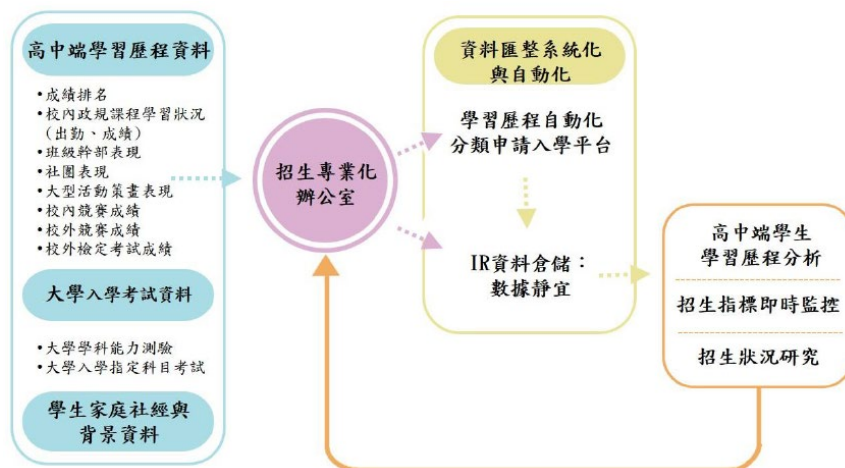 高中端學習歷程資料
•成績排名
•校內政規課程學習狀況
（出勤、成績）
•班級幹部表現
•社團表現
•大型活動策畫表現
•校內競賽成績
•校外競賽成績
•校外檢定考試成績
大學入學考試資料
•大學學科能力測驗
•大學入學指定科目考試
學生家庭社經與
背景資料
招生專業化
辦公室
資料匯整系統化
與自動化
學習歷程自動化
分類申請入學平台
IR資料倉儲：
數據靜宜
高中端學生
學習歷程分析
招生指標即時監控
招生狀況研究